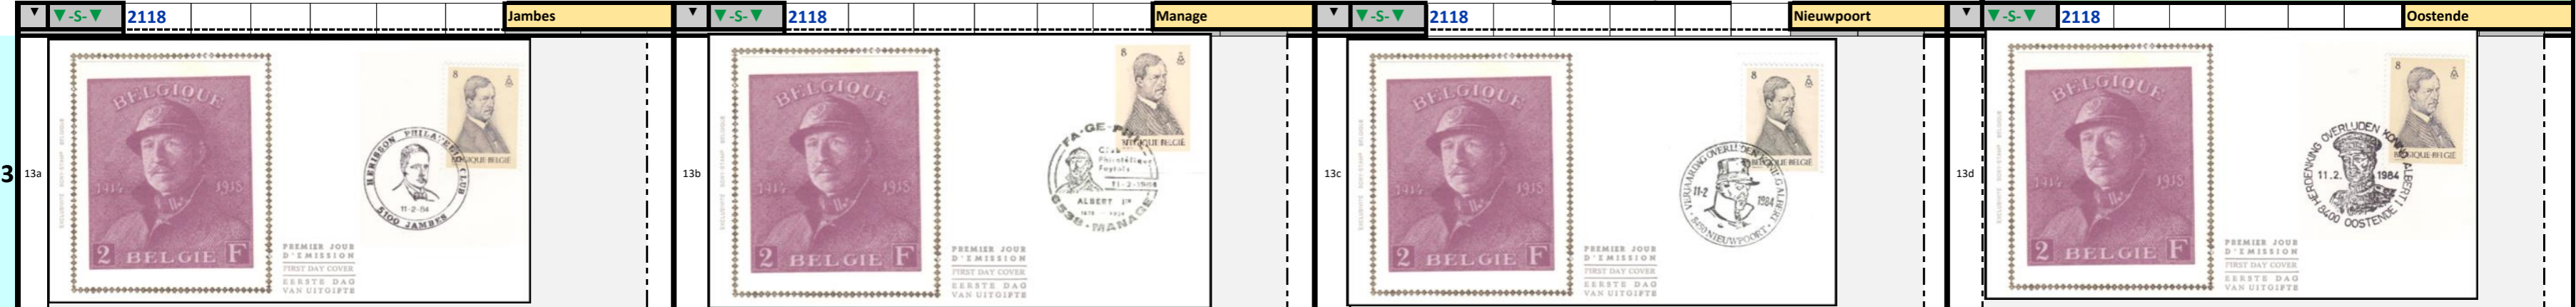 ▼ ▼-S-▼ 2118 Jambes
▼ ▼-S-▼ 2118 Manage
▼ ▼-S-▼ 2118 Nieuwpoort
▼ ▼-S-▼ 2118 Oostende
3
13a
BELGIQUE
1914 1918
2 BELGIE F
PREMIER JOUR
D'EMISSION
FIRST DAY COVER
EERSTE DAG
VAN UITGIFTE
8
BELGIQUE-BELGIË
HERISSON PHILATELIC CLUB
11-2-84
5100 JAMBES
13b
BELGIQUE
1914 1918
2 BELGIE F
PREMIER JOUR
D'EMISSION
FIRST DAY COVER
EERSTE DAG
VAN UITGIFTE
8
BELGIQUE-BELGIË
FA-GE-PHIL
Club
Philatélique
11-2-1984
ALBERT Iᵉʳ
6538-MANAGE
13c
BELGIQUE
1914 1918
2 BELGIE F
PREMIER JOUR
D'EMISSION
FIRST DAY COVER
EERSTE DAG
VAN UITGIFTE
8
BELGIQUE-BELGIË
VERJAARDAG OVERLIJDEN
11-2 1984
NIEUWPOORT
13d
BELGIQUE
1914 1918
2 BELGIE F
PREMIER JOUR
D'EMISSION
FIRST DAY COVER
EERSTE DAG
VAN UITGIFTE
8
BELGIQUE-BELGIË
HERDENKING OVERLIJDEN KONING ALBERT I
11.2. 1984
8400 OOSTENDE